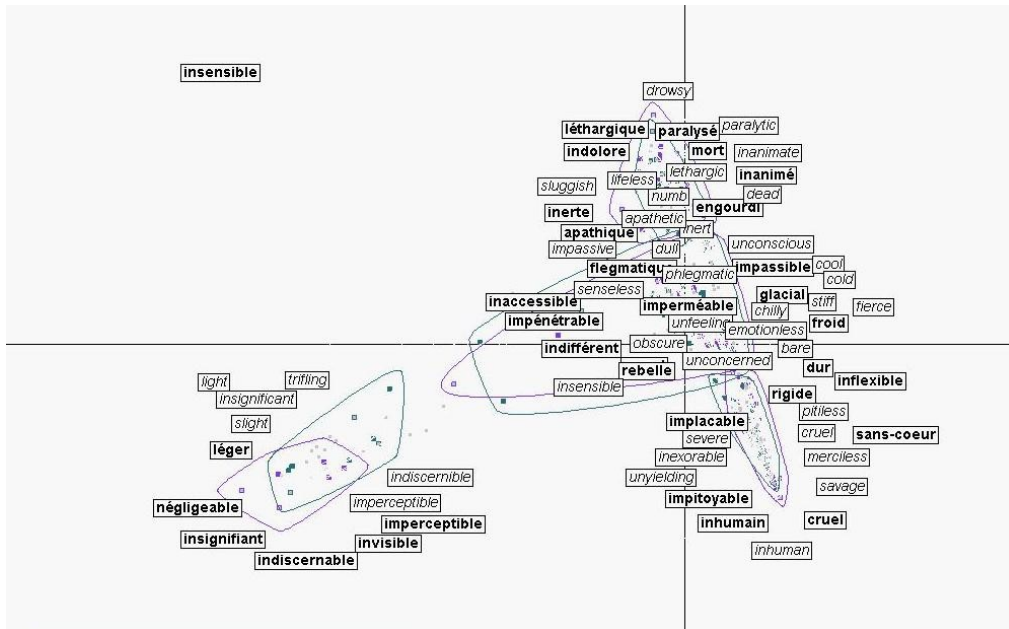 insensible
drowsy
léthargique
paralysé
paralytic
indolore
mort
inanimate
lethargic
inanimé
lifeless
sluggish
numb
dead
engourdi
inerte
apathetic
inert
apathique
impassive
dull
unconscious
flegmatique
phlegmatic
impassible
cool
cold
senseless
glacial
stiff
fierce
inaccessible
imperméable
chilly
impénétrable
unfeeling
emotionless
froid
indifférent
obscure
bare
unconcerned
rebelle
dur
insensible
inflexible
light
trifling
insignificant
rigide
slight
pitiless
implacable
cruel
sans-coeur
léger
severe
inexorable
merciless
indiscernible
unyielding
savage
imperceptible
impitoyable
négligeable
imperceptible
inhumain
cruel
insignifiant
invisible
inhuman
indiscernable